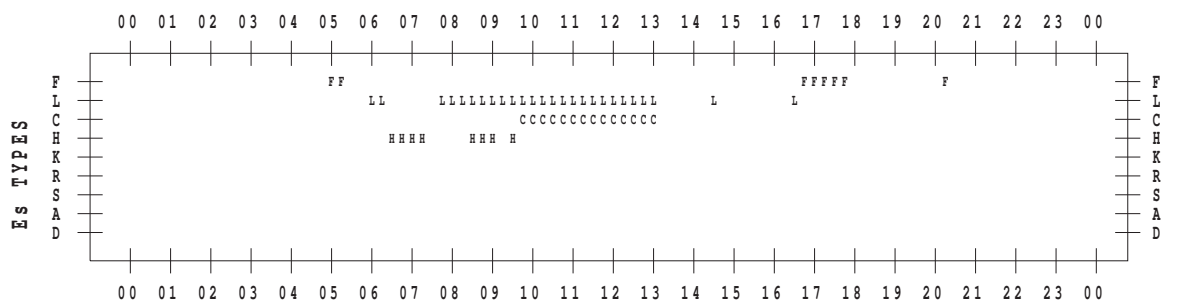 00 01 02 03 04 05 06 07 08 09 10 11 12 13 14 15 16 17 18 19 20 21 22 23 00
F FF FFFFF F F
L LL LLLLLLLLLLLLLLLLLLLLLL L L L
C CCCCCCCCCCCCCC C
H HHHH HHH H H
K K
R R
S S
A A
D D
Es TYPES
00 01 02 03 04 05 06 07 08 09 10 11 12 13 14 15 16 17 18 19 20 21 22 23 00